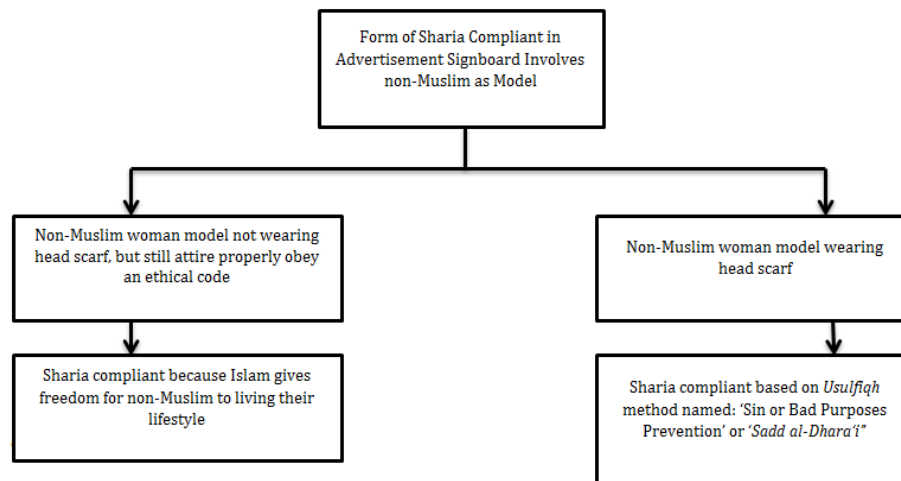 Form of Sharia Compliant in
Advertisement Signboard Involves
non-Muslim as Model
Non-Muslim woman model not wearing
head scarf, but still attire properly obey
an ethical code
Non-Muslim woman model wearing
head scarf
Sharia compliant because Islam gives
freedom for non-Muslim to living their
lifestyle
Sharia compliant based on Usulfiqh
method named: ‘Sin or Bad Purposes
Prevention’ or ‘Sadd al-Dhara‘i”